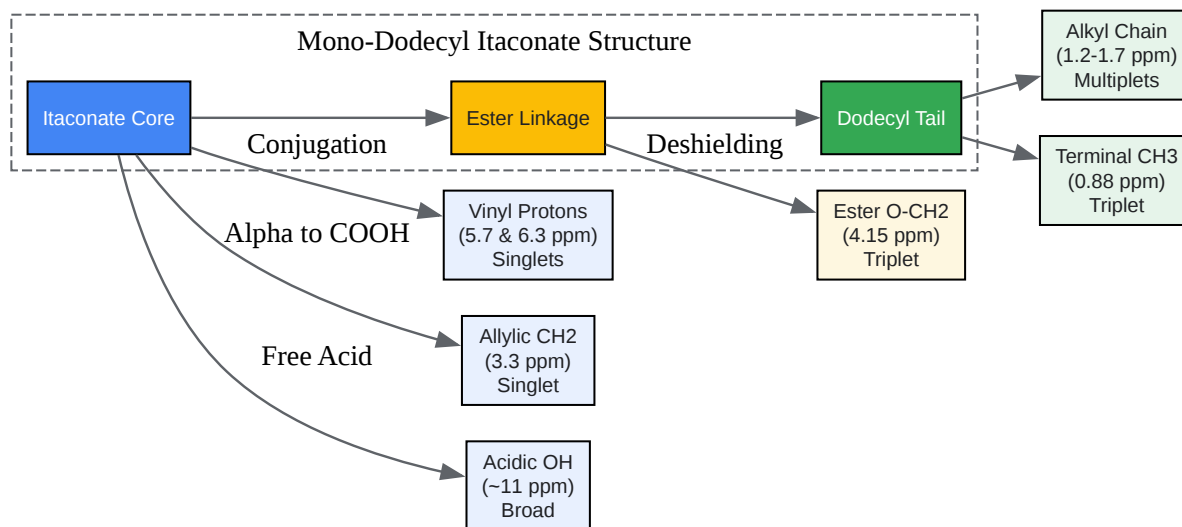 Mono-Dodecyl Itaconate Structure
Itaconate Core
Ester Linkage
Dodecyl Tail
Alkyl Chain
(1.2-1.7 ppm)
Multiplets
Terminal CH3
(0.88 ppm)
Triplet
Conjugation
Deshielding
Vinyl Protons
(5.7 & 6.3 ppm)
Singlets
Ester O-CH2
(4.15 ppm)
Triplet
Alpha to COOH
Allylic CH2
(3.3 ppm)
Singlet
Free Acid
Acidic OH
(~11 ppm)
Broad